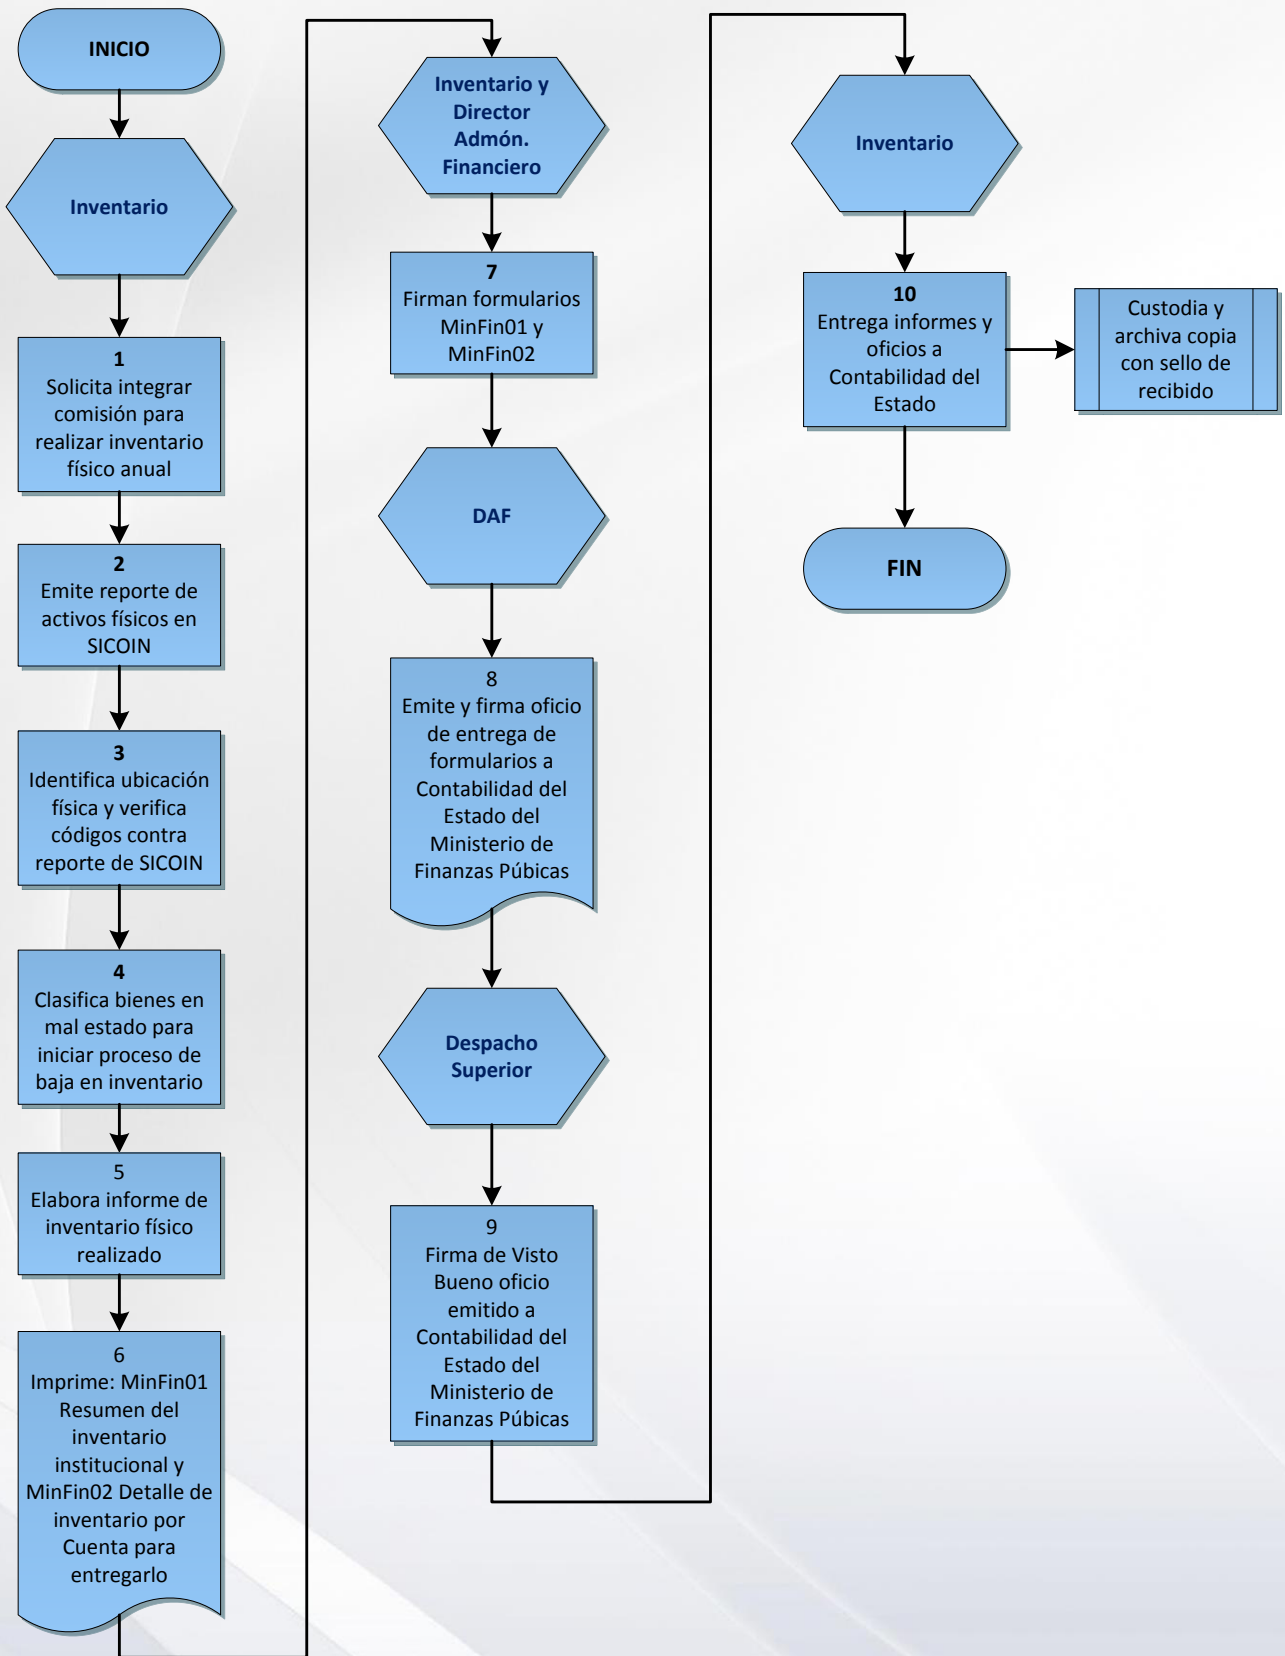 INICIO
Inventario
1
Solicita integrar
comisión para
realizar inventario
físico anual
2
Emite reporte de
activos físicos en
SICOIN
3
Identifica ubicación
física y verifica
códigos contra
reporte de SICOIN
4
Clasifica bienes en
mal estado para
iniciar proceso de
baja en inventario
5
Elabora informe de
inventario físico
realizado
6
Imprime: MinFin01
Resumen del
inventario
institucional y
MinFin02 Detalle de
inventario por
Cuenta para
entregarlo
Inventario y
Director
Admón.
Financiero
7
Firman formularios
MinFin01 y
MinFin02
DAF
8
Emite y firma oficio
de entrega de
formularios a
Contabilidad del
Estado del
Ministerio de
Finanzas Púbicas
Despacho
Superior
9
Firma de Visto
Bueno oficio
emitido a
Contabilidad del
Estado del
Ministerio de
Finanzas Púbicas
Inventario
10
Entrega informes y
oficios a
Contabilidad del
Estado
Custodia y
archiva copia
con sello de
recibido
FIN